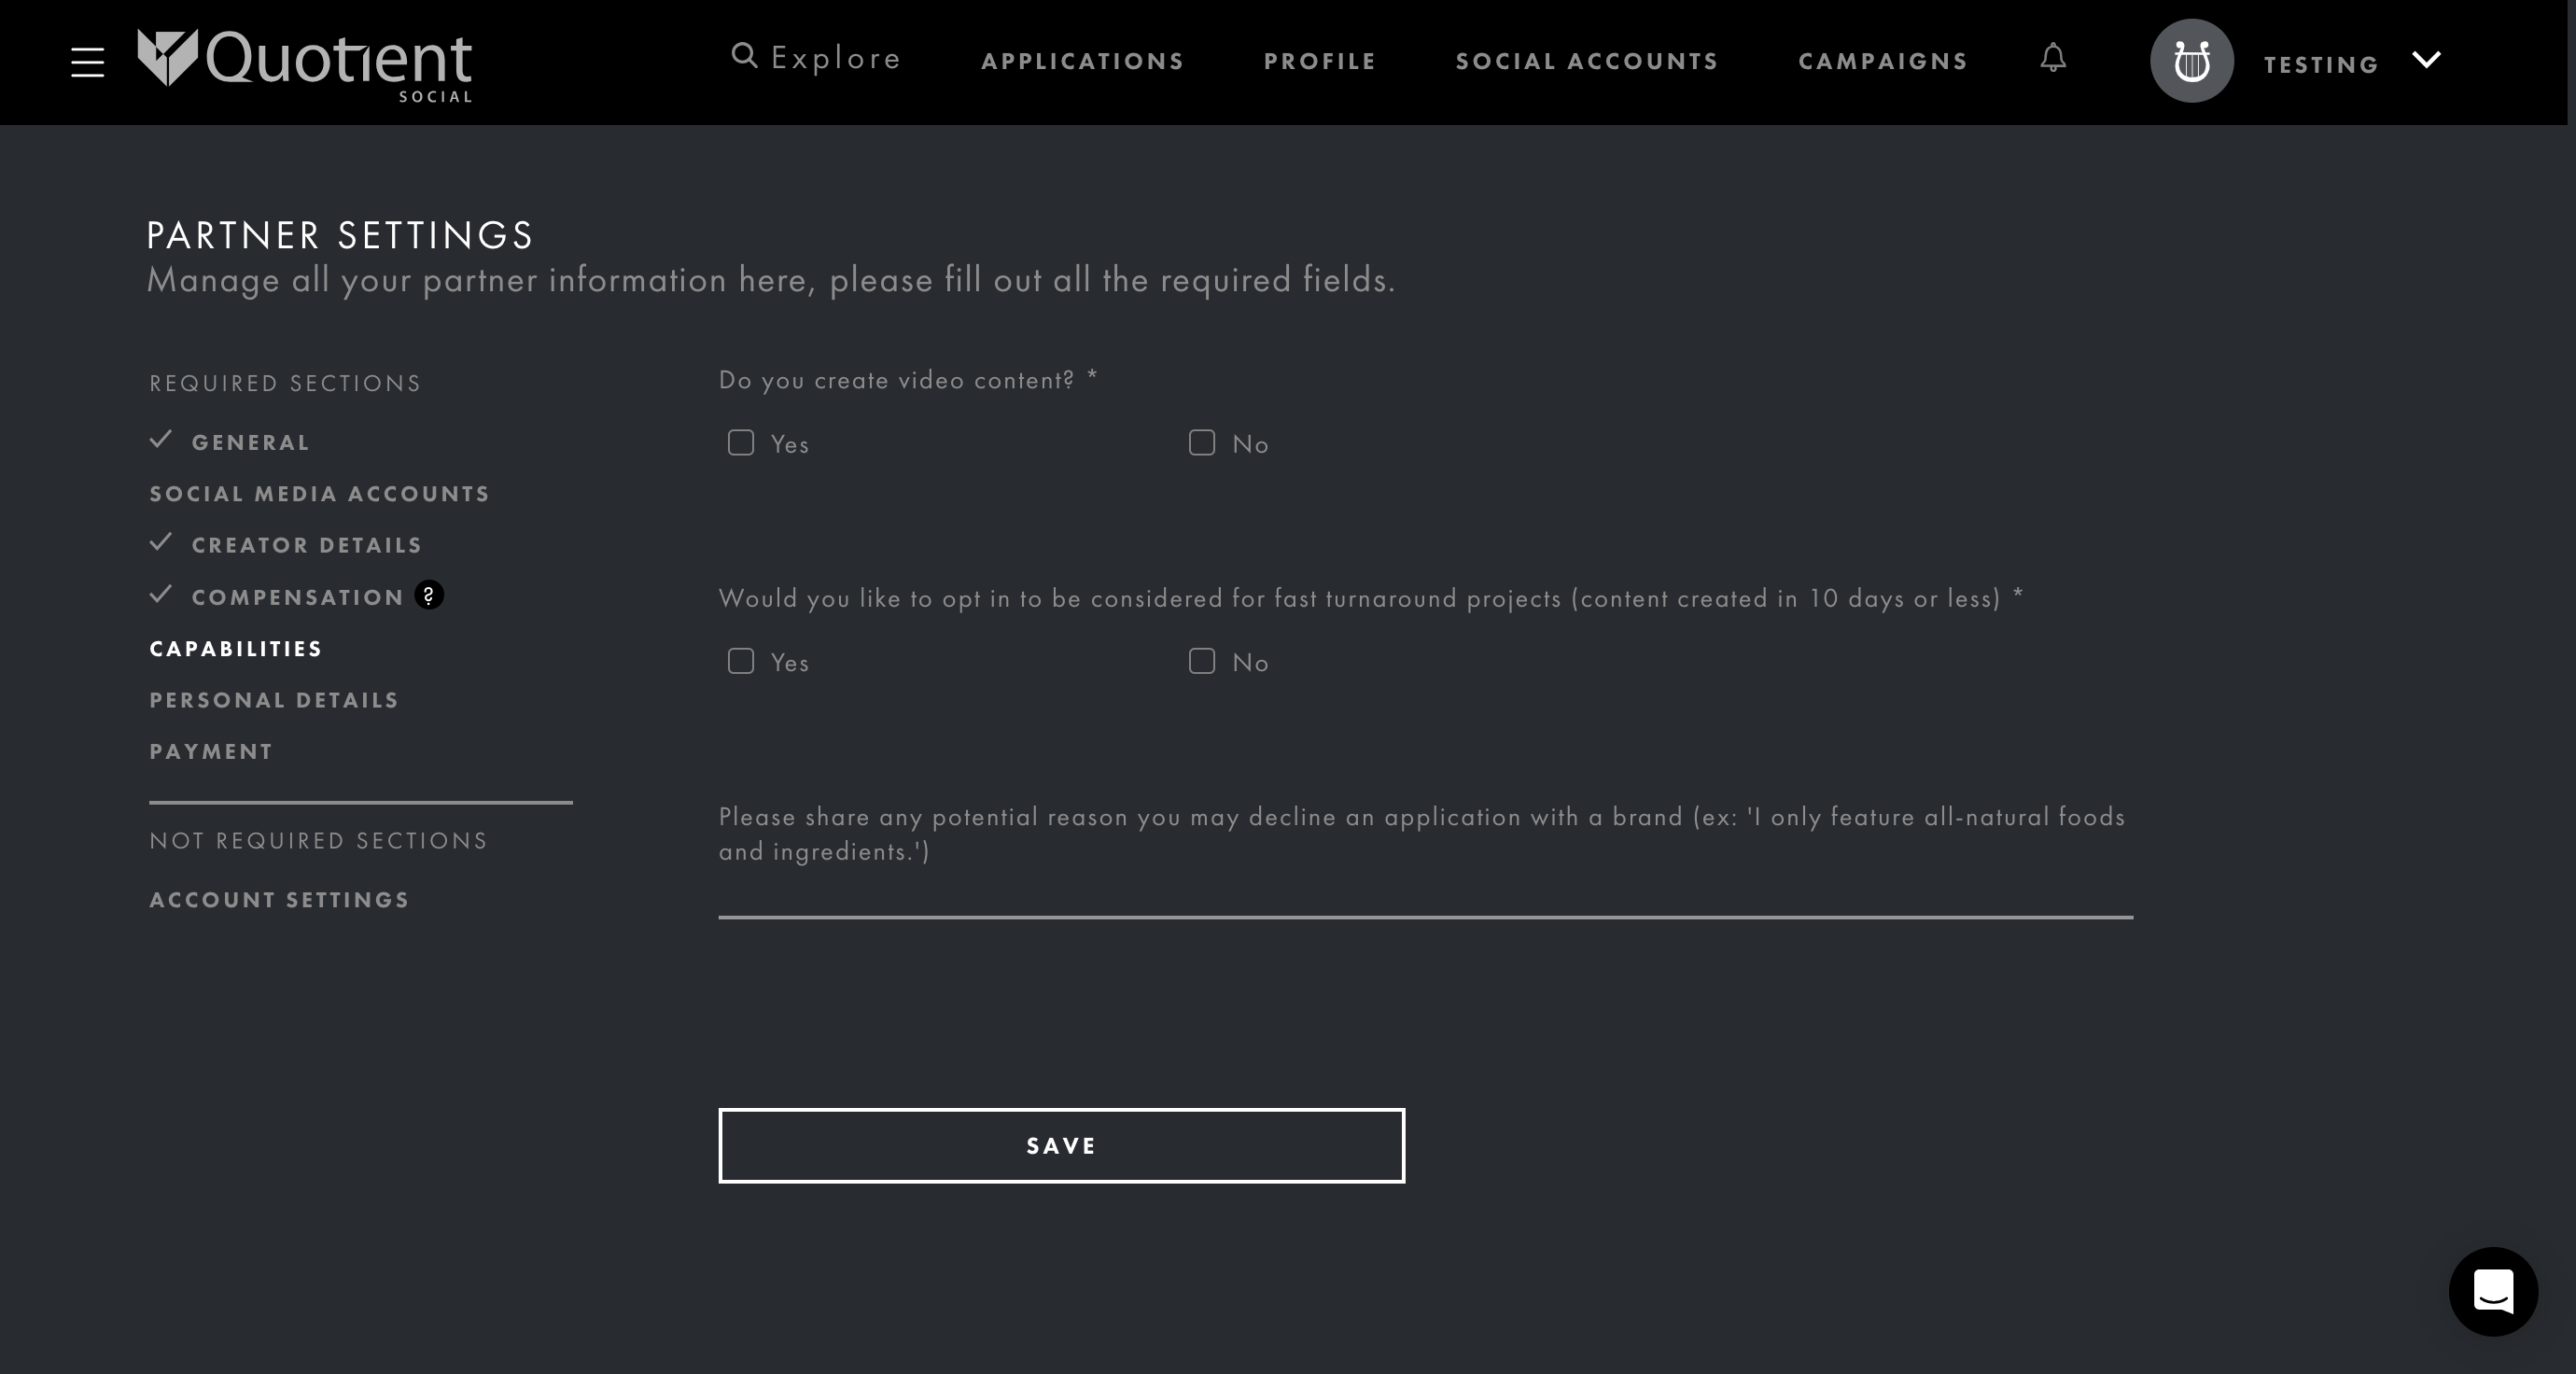 Quotient
SOCIAL
Explore
APPLICATIONS
PROFILE
SOCIAL ACCOUNTS
CAMPAIGNS
TESTING
PARTNER SETTINGS
Manage all your partner information here, please fill out all the required fields.
REQUIRED SECTIONS
GENERAL
SOCIAL MEDIA ACCOUNTS
CREATOR DETAILS
COMPENSATION ?
CAPABILITIES
PERSONAL DETAILS
PAYMENT
NOT REQUIRED SECTIONS
ACCOUNT SETTINGS
Do you create video content? *
Yes
No
Would you like to opt in to be considered for fast turnaround projects (content created in 10 days or less) *
Yes
No
Please share any potential reason you may decline an application with a brand (ex: 'I only feature all-natural foods
and ingredients.')
SAVE